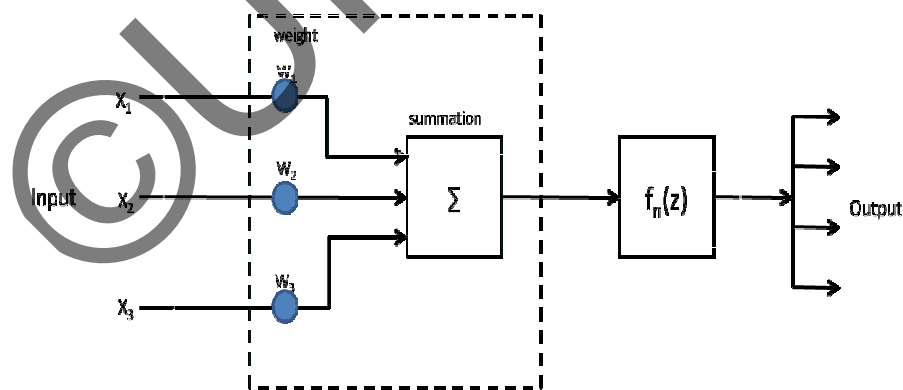 weight
W₁
X₁
summation
W₂
Input
X₂
Σ
fₙ(z)
Output
W₃
X₃